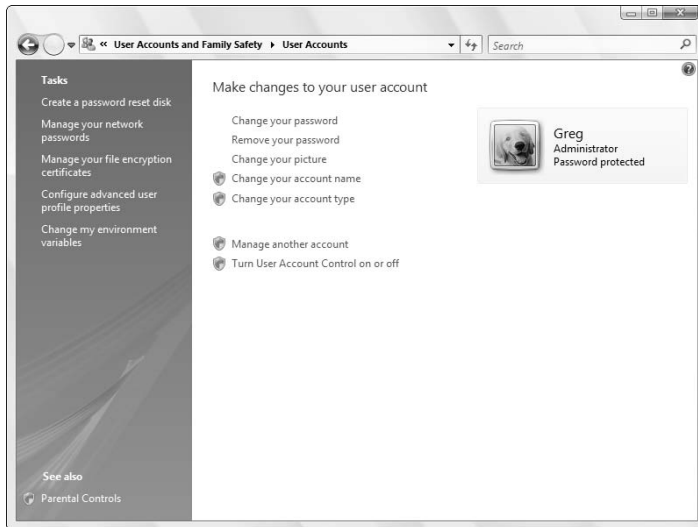 « User Accounts and Family Safety ▸ User Accounts
Search
Tasks
Create a password reset disk
Manage your network
passwords
Manage your file encryption
certificates
Configure advanced user
profile properties
Change my environment
variables
See also
Parental Controls
Make changes to your user account
Change your password
Remove your password
Change your picture
Change your account name
Change your account type
Manage another account
Turn User Account Control on or off
Greg
Administrator
Password protected